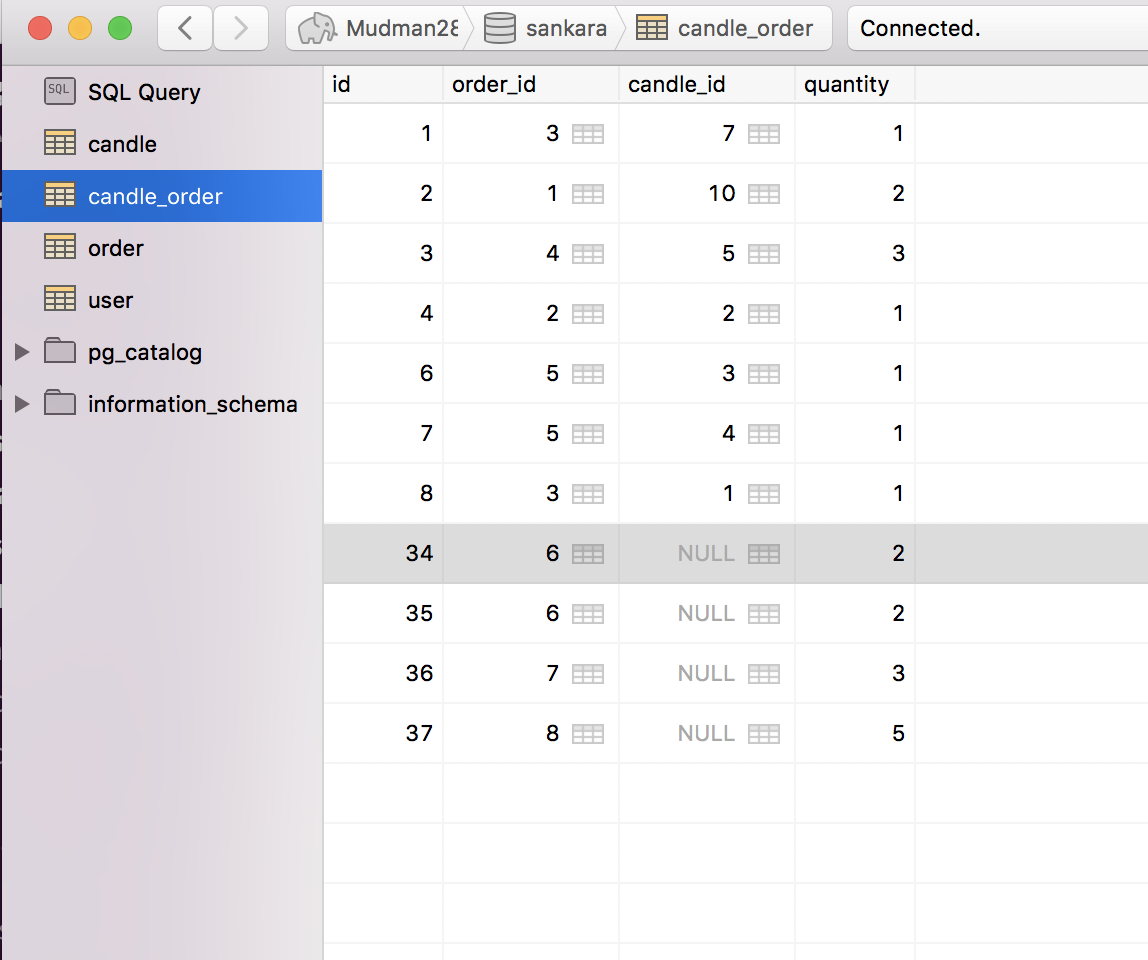 Mudman28 sankara candle_order Connected.
SQL SQL Query
candle
candle_order
order
user
pg_catalog
information_schema
id order_id candle_id quantity
1 3 7 1
2 1 10 2
3 4 5 3
4 2 2 1
6 5 3 1
7 5 4 1
8 3 1 1
34 6 NULL 2
35 6 NULL 2
36 7 NULL 3
37 8 NULL 5